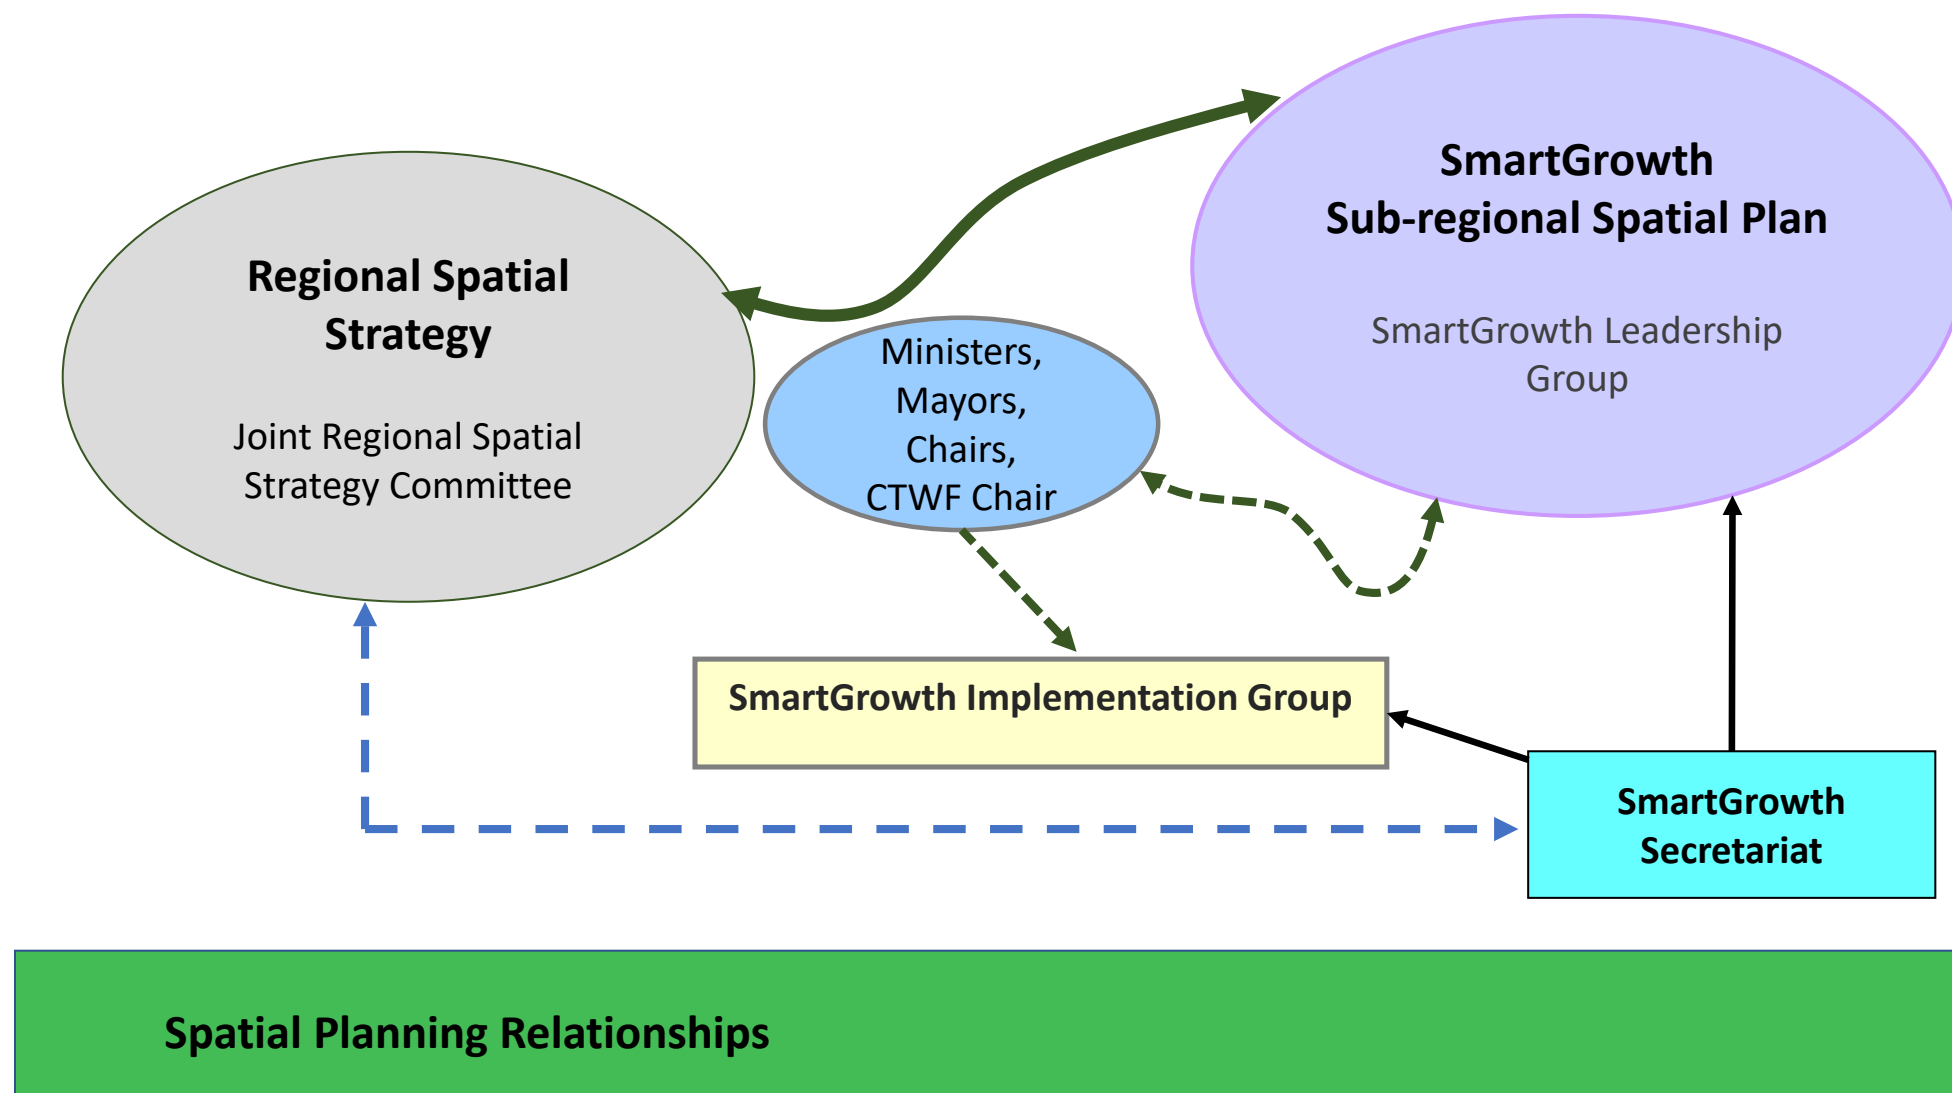 SmartGrowth
Sub-regional Spatial Plan
SmartGrowth Leadership
Group
Regional Spatial
Strategy
Joint Regional Spatial
Strategy Committee
Ministers,
Mayors,
Chairs,
CTWF Chair
SmartGrowth Implementation Group
SmartGrowth
Secretariat
Spatial Planning Relationships